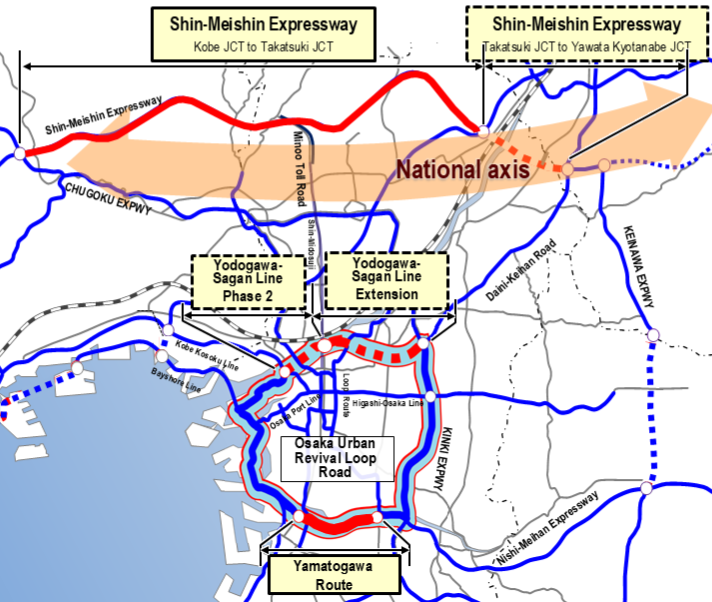 Shin-Meishin Expressway
Kobe JCT to Takatsuki JCT
Shin-Meishin Expressway
Takatsuki JCT to Yawata Kyotanabe JCT
Shin-Meishin Expressway
Minoo Toll Road
National axis
CHUGOKU EXPWY
Shin-Midosuji
KEINAWA EXPWY
Yodogawa-
Sagan Line
Phase 2
Yodogawa-
Sagan Line
Extension
Daini-Keihan Road
Kobe Kosoku Line
Bayshore Line
Loop Route
Osaka Port Line
Higashi-Osaka Line
Osaka Urban
Revival Loop
Road
KINKI EXPWY
Nishi-Meihan Expressway
Yamatogawa
Route